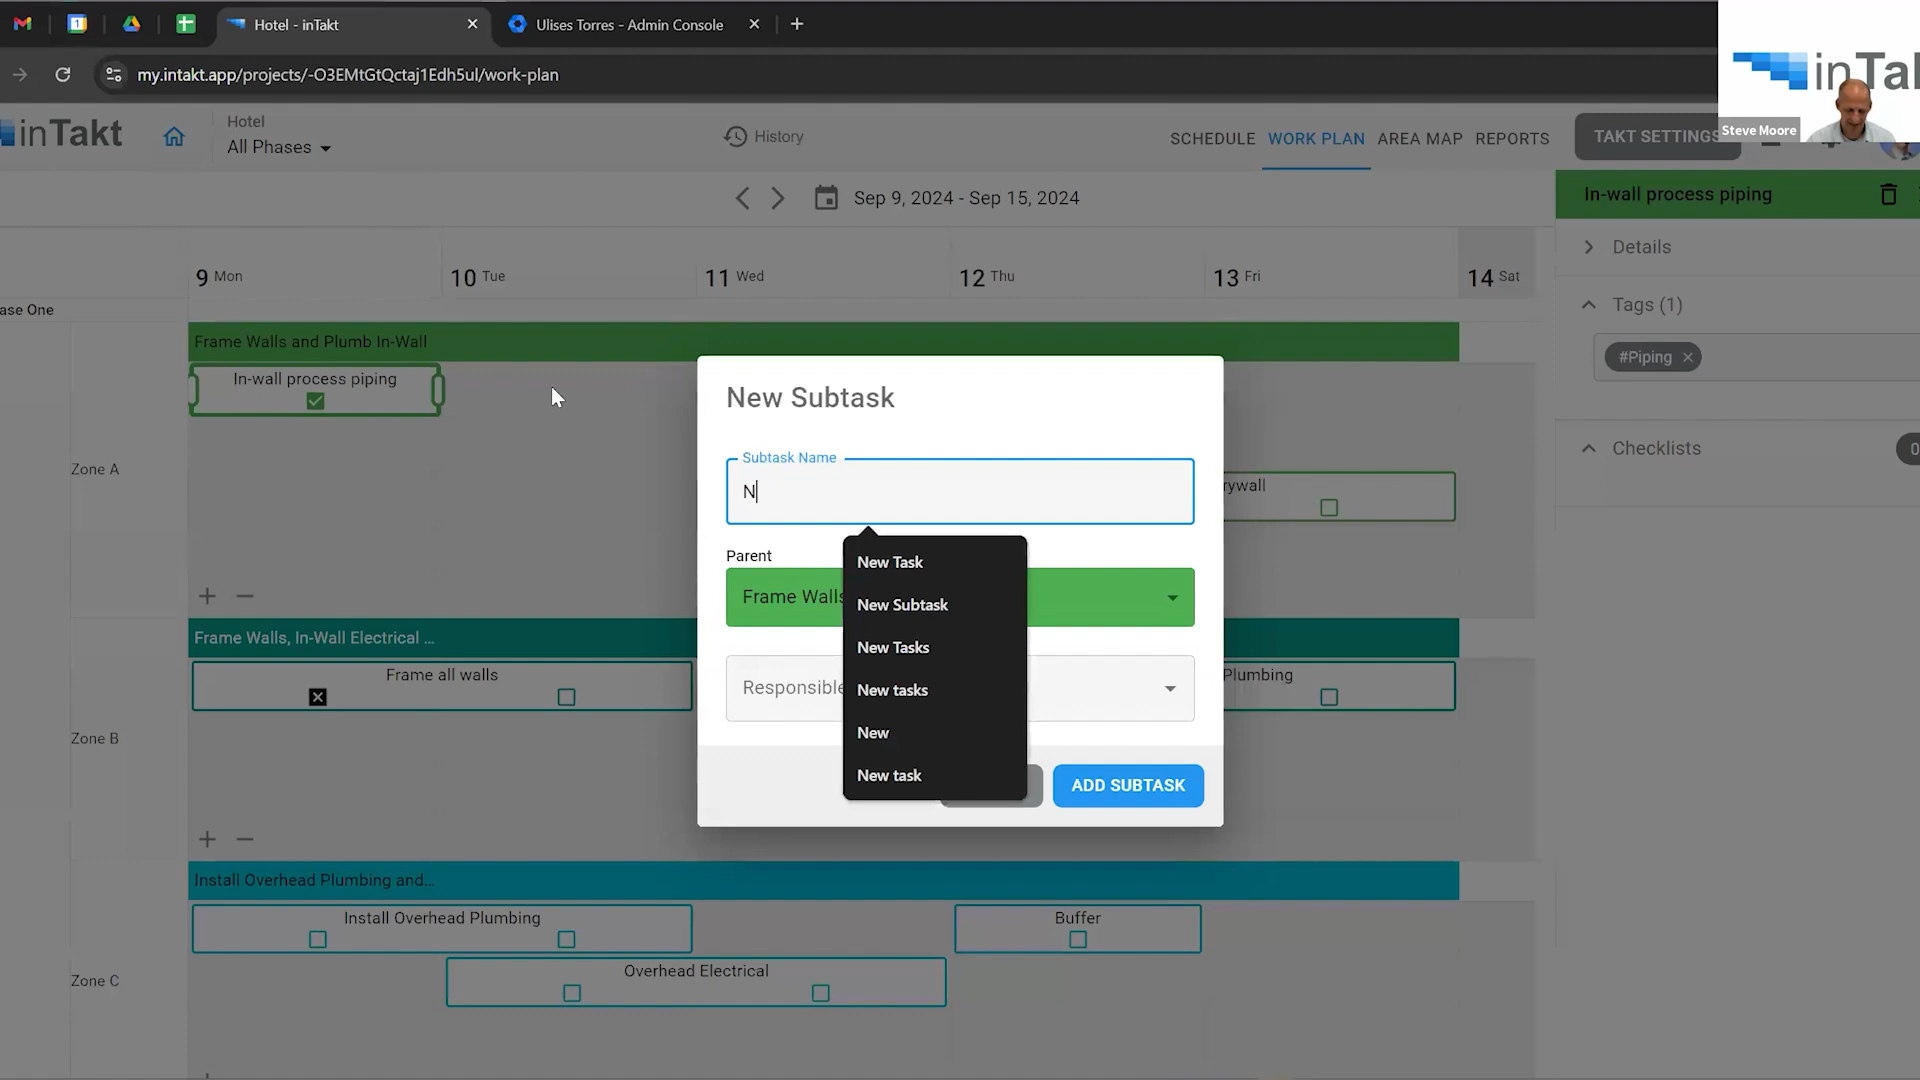 Hotel - inTakt
Ulises Torres - Admin Console
my.intakt.app/projects/-O3EMtGtQctaj1Edh5ul/work-plan
inTakt
Hotel
All Phases
History
SCHEDULE
WORK PLAN
AREA MAP
REPORTS
TAKT SETTINGS
Steve Moore
inTak
Sep 9, 2024 - Sep 15, 2024
In-wall process piping
9 Mon
10 Tue
11 Wed
12 Thu
13 Fri
14 Sat
Details
Tags (1)
#Piping
Checklists
0
ase One
Frame Walls and Plumb In-Wall
In-wall process piping
Zone A
rywall
New Subtask
Subtask Name
N
Parent
Frame Walls
Responsible
New Task
New Subtask
New Tasks
New tasks
New
New task
ADD SUBTASK
Frame Walls, In-Wall Electrical ...
Frame all walls
Plumbing
Zone B
Install Overhead Plumbing and...
Install Overhead Plumbing
Buffer
Overhead Electrical
Zone C